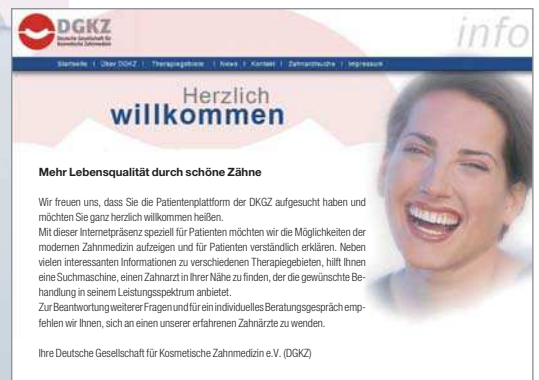 DGKZ
Deutsche Gesellschaft für
Kosmetische Zahnmedizin
info
Startseite | Über DGKZ | Therapiegebiete | News | Kontakt | Zahnarztsuche | Impressum
Herzlich
willkommen
Mehr Lebensqualität durch schöne Zähne
Wir freuen uns, dass Sie die Patientenplattform der DKGZ aufgesucht haben und
möchten Sie ganz herzlich willkommen heißen.
Mit dieser Internetpräsenz speziell für Patienten möchten wir die Möglichkeiten der
modernen Zahnmedizin aufzeigen und für Patienten verständlich erklären. Neben
vielen interessanten Informationen zu verschiedenen Therapiegebieten, hilft Ihnen
eine Suchmaschine, einen Zahnarzt in Ihrer Nähe zu finden, der die gewünschte Be-
handlung in seinem Leistungsspektrum anbietet.
Zur Beantwortung weiterer Fragen und für ein individuelles Beratungsgespräch emp-
fehlen wir Ihnen, sich an einen unserer erfahrenen Zahnärzte zu wenden.
Ihre Deutsche Gesellschaft für Kosmetische Zahnmedizin e.V. (DGKZ)